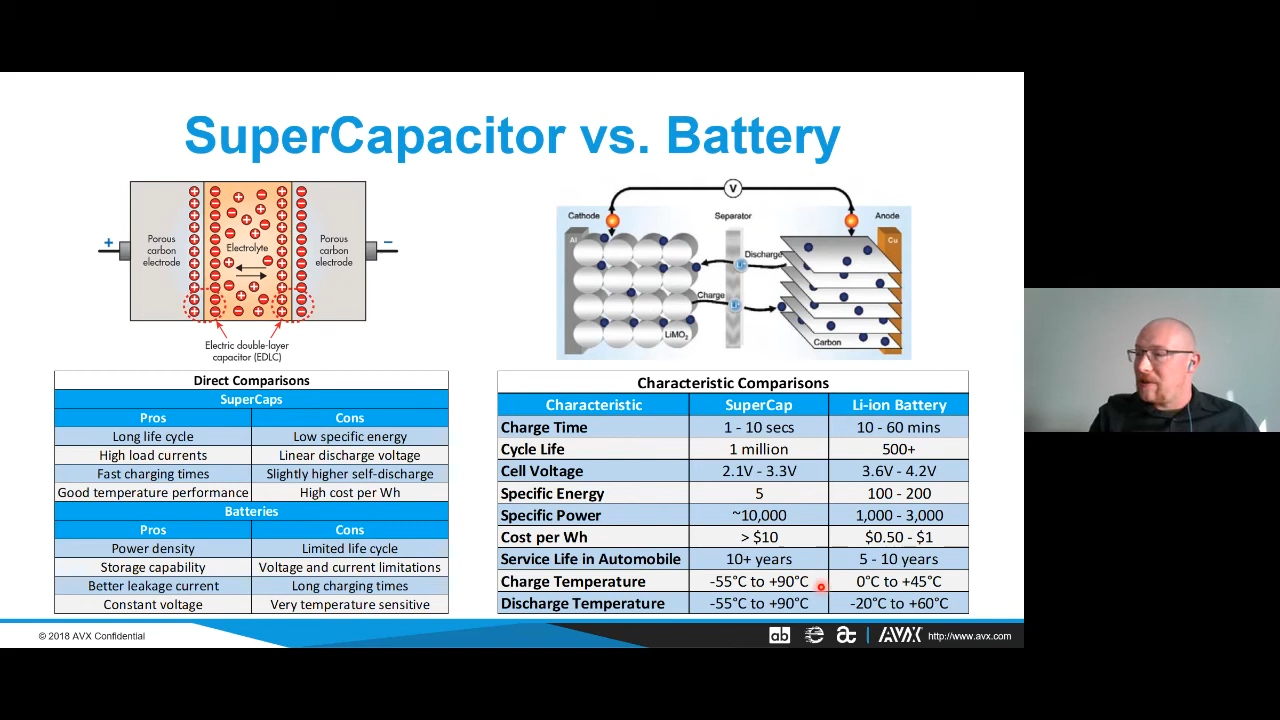 SuperCapacitor vs. Battery
+
Porous
carbon
electrode
Electrolyte
Porous
carbon
electrode
−
Electric double-layer
capacitor (EDLC)
V
Cathode
Separator
Anode
Al
Cu
Discharge
Li+
Charge
Li+
LiMO2
Carbon
Direct Comparisons
SuperCaps
Pros Cons
Long life cycle Low specific energy
High load currents Linear discharge voltage
Fast charging times Slightly higher self-discharge
Good temperature performance High cost per Wh
Batteries
Pros Cons
Power density Limited life cycle
Storage capability Voltage and current limitations
Better leakage current Long charging times
Constant voltage Very temperature sensitive
Characteristic Comparisons
Characteristic SuperCap Li-ion Battery
Charge Time 1 - 10 secs 10 - 60 mins
Cycle Life 1 million 500+
Cell Voltage 2.1V - 3.3V 3.6V - 4.2V
Specific Energy 5 100 - 200
Specific Power ~10,000 1,000 - 3,000
Cost per Wh > $10 $0.50 - $1
Service Life in Automobile 10+ years 5 - 10 years
Charge Temperature -55°C to +90°C 0°C to +45°C
Discharge Temperature -55°C to +90°C -20°C to +60°C
© 2018 AVX Confidential
AVX http://www.avx.com